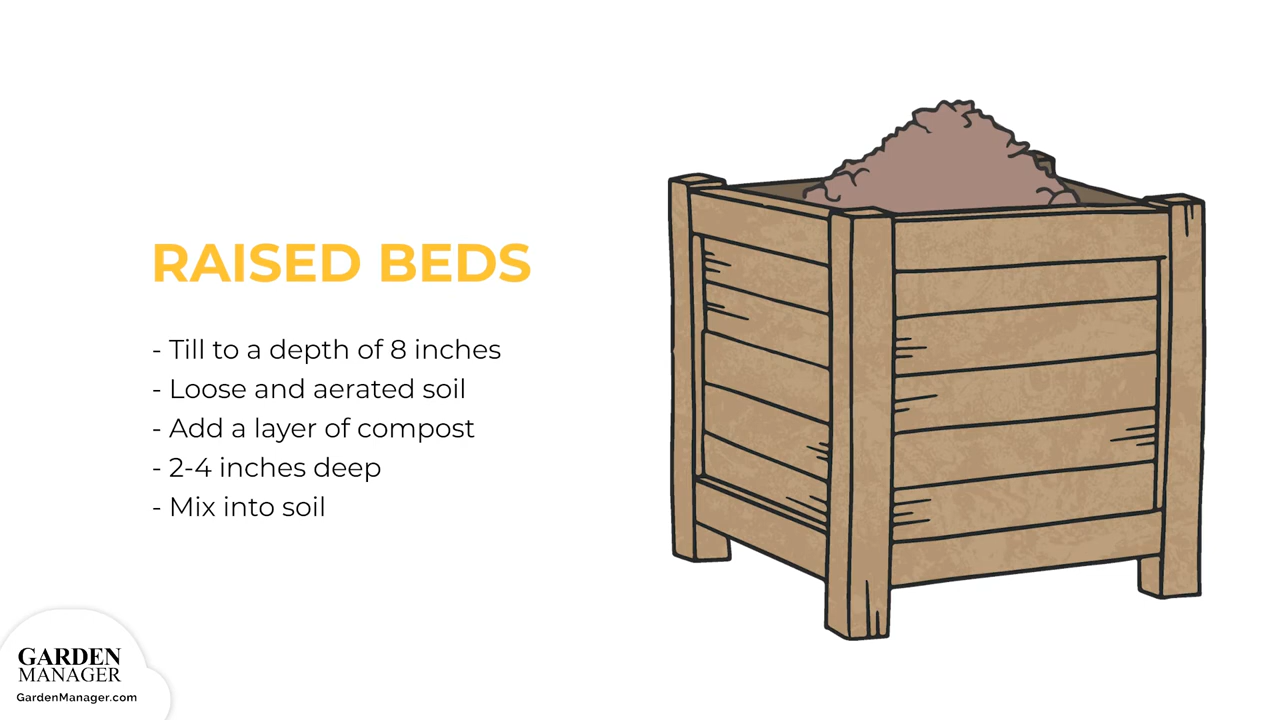 RAISED BEDS
- Till to a depth of 8 inches
- Loose and aerated soil
- Add a layer of compost
- 2-4 inches deep
- Mix into soil
GARDEN
MANAGER
GardenManager.com